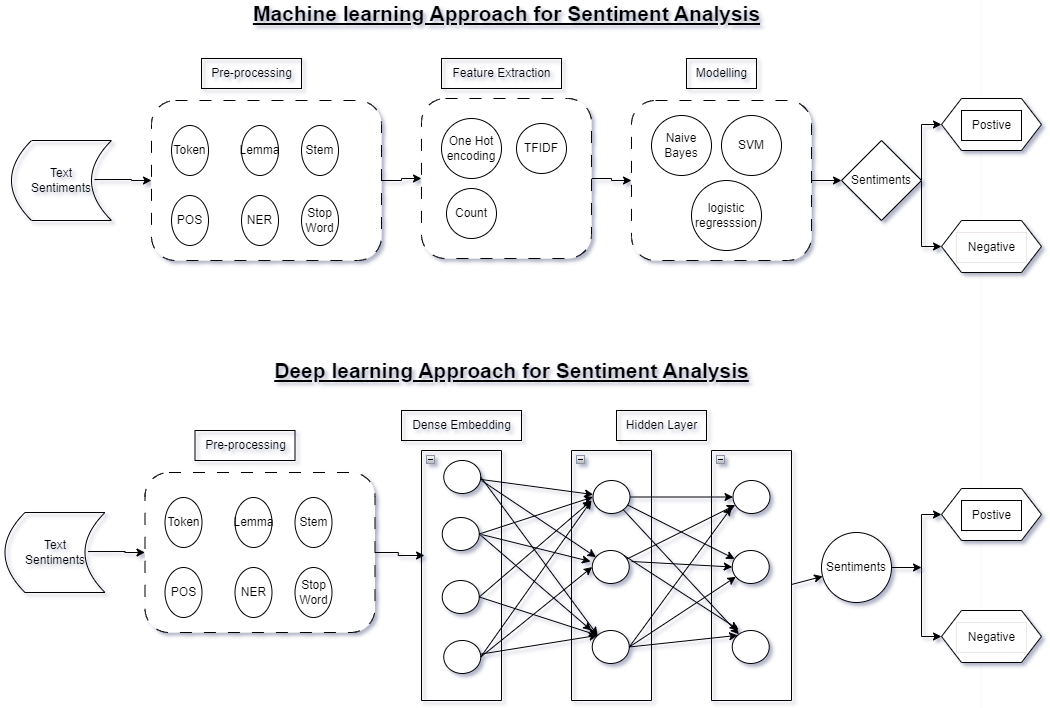 Machine learning Approach for Sentiment Analysis
Pre-processing
Feature Extraction
Modelling
Text
Sentiments
Token
Lemma
Stem
POS
NER
Stop
Word
One Hot
encoding
TFIDF
Count
Naive
Bayes
SVM
logistic
regresssion
Sentiments
Postive
Negative
Deep learning Approach for Sentiment Analysis
Pre-processing
Dense Embedding
Hidden Layer
Text
Sentiments
Token
Lemma
Stem
POS
NER
Stop
Word
Sentiments
Postive
Negative